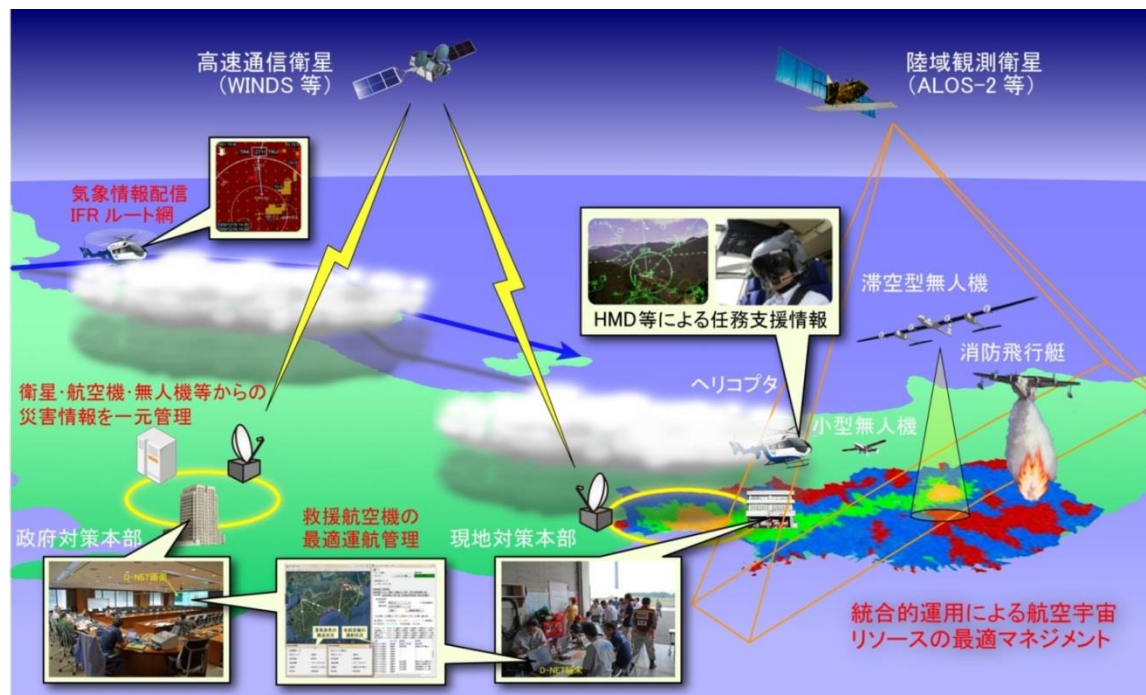 高速通信衛星
(WINDS 等)
陸域観測衛星
(ALOS-2 等)
気象情報配信
IFR ルート網
HMD等による任務支援情報
滞空型無人機
消防飛行艇
ヘリコプタ
小型無人機
衛星・航空機・無人機等からの
災害情報を一元管理
政府対策本部
救援航空機の
最適運航管理
現地対策本部
D-NET画面
D-NET端末
統合的運用による航空宇宙
リソースの最適マネジメント